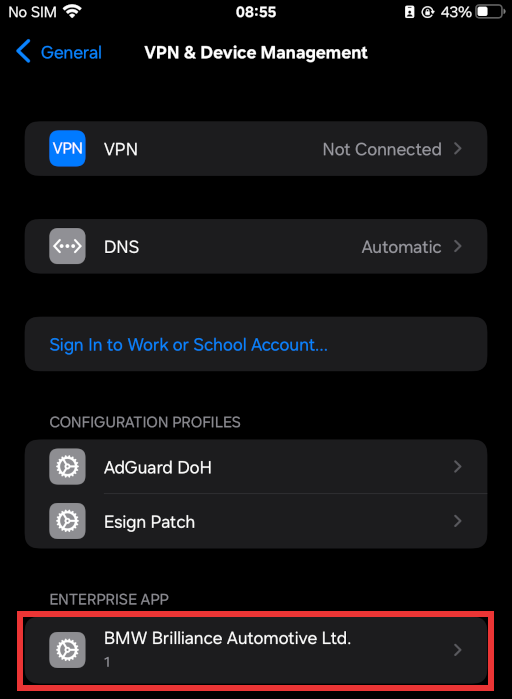 No SIM 08:55 43%
General VPN & Device Management
VPN VPN Not Connected
DNS Automatic
Sign In to Work or School Account...
CONFIGURATION PROFILES
AdGuard DoH
Esign Patch
ENTERPRISE APP
BMW Brilliance Automotive Ltd.
1